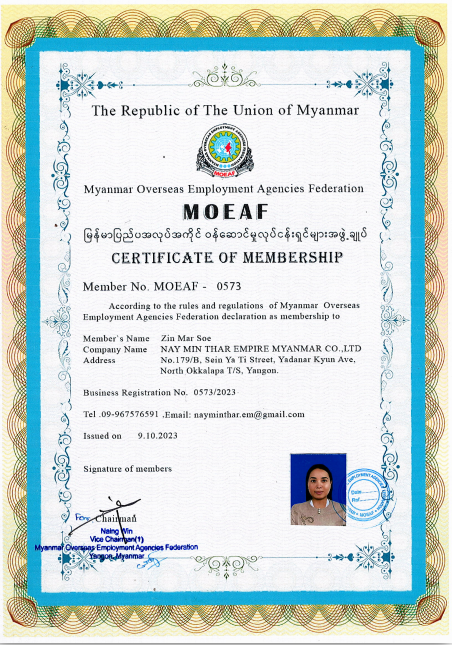 The Republic of The Union of Myanmar
MOEAF
Myanmar Overseas Employment Agencies Federation
MOEAF
မြန်မာပြည်ပအလုပ်အကိုင် ဝန်ဆောင်မှုလုပ်ငန်းရှင်များအဖွဲ့ချုပ်
CERTIFICATE OF MEMBERSHIP
Member No. MOEAF - 0573
According to the rules and regulations of Myanmar Overseas
Employment Agencies Federation declaration as membership to
Member`s Name Zin Mar Soe
Company Name NAY MIN THAR EMPIRE MYANMAR CO.,LTD
Address No.179/B, Sein Ya Ti Street, Yadanar Kyun Ave,
North Okkalapa T/S, Yangon.
Business Registration No. 0573/2023
Tel .09-967576591 .Email: nayminthar.em@gmail.com
Issued on 9.10.2023
Signature of members
For: Chairman
Naing Win
Vice Chairman(1)
Myanmar Overseas Employment Agencies Federation
Yangon, Myanmar
Date
Ref